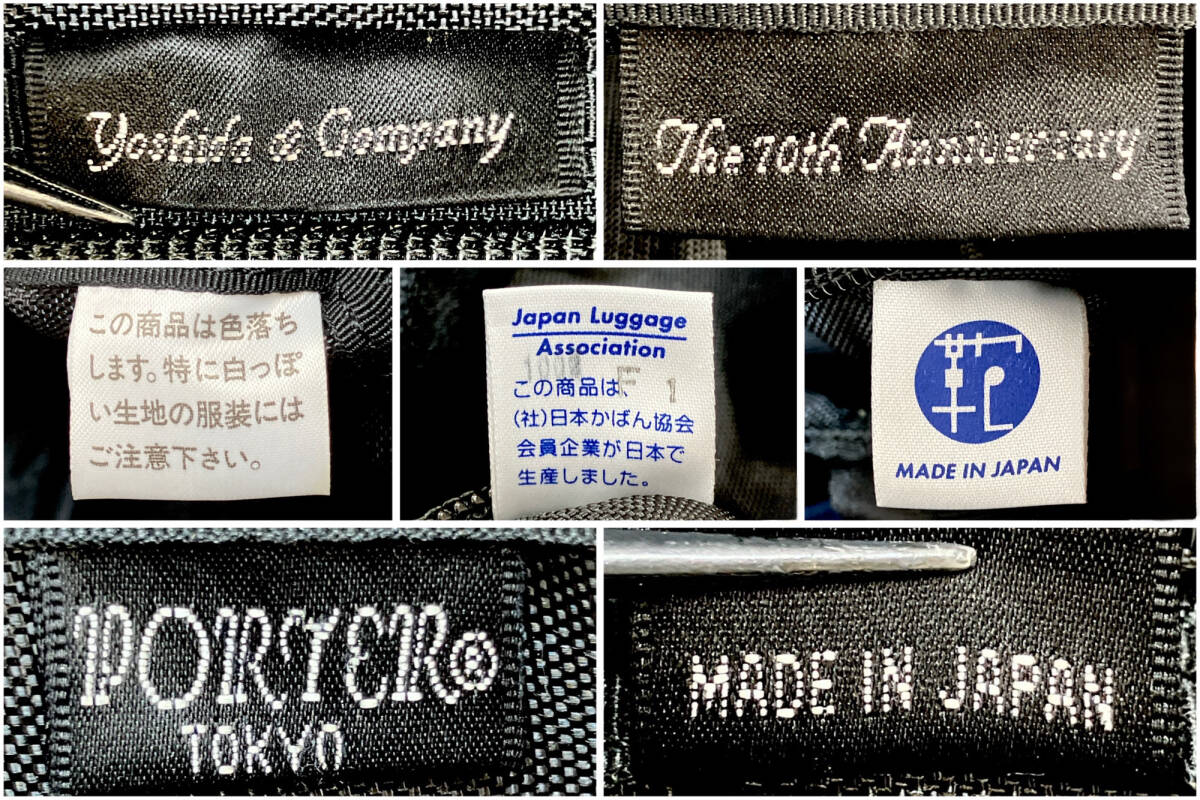 Yoshida & Company
The 70th Anniversary
この商品は色落ち
します。特に白っぽ
い生地の服装には
ご注意下さい。
Japan Luggage
Association
この商品は、
(社)日本かばん協会
会員企業が日本で
生産しました。
MADE IN JAPAN
PORTER®
TOKYO
MADE IN JAPAN